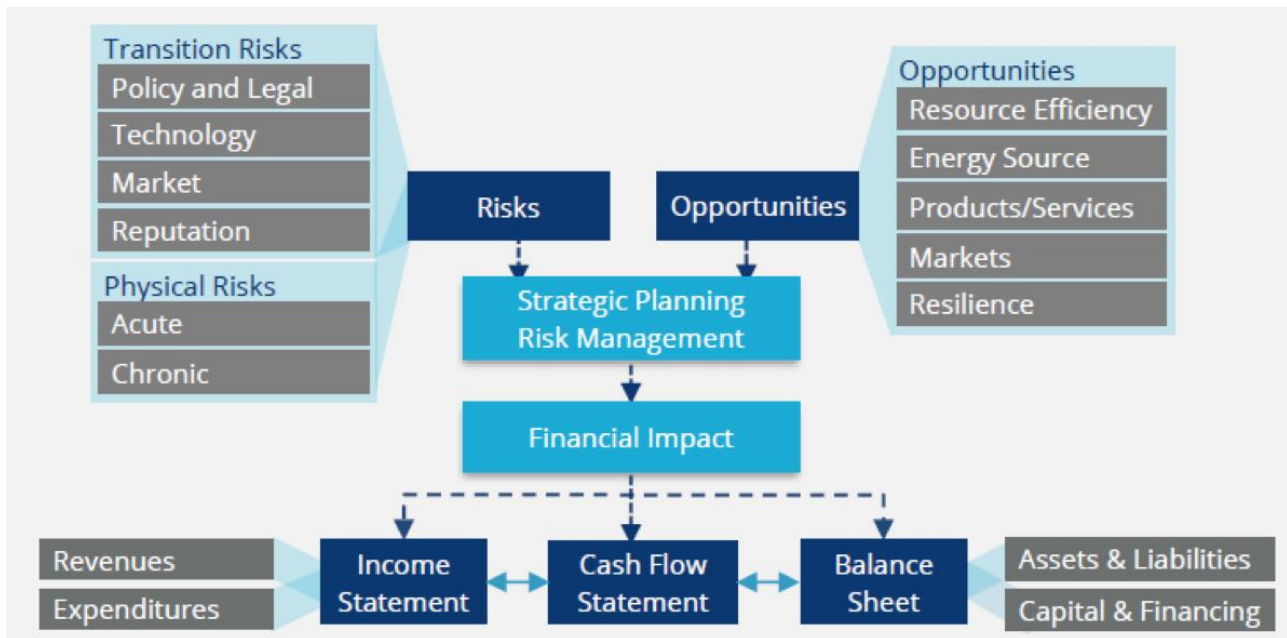 Transition Risks
Policy and Legal
Technology
Market
Reputation
Physical Risks
Acute
Chronic
Risks
Opportunities
Opportunities
Resource Efficiency
Energy Source
Products/Services
Markets
Resilience
Strategic Planning
Risk Management
Financial Impact
Revenues
Expenditures
Income
Statement
Cash Flow
Statement
Balance
Sheet
Assets & Liabilities
Capital & Financing